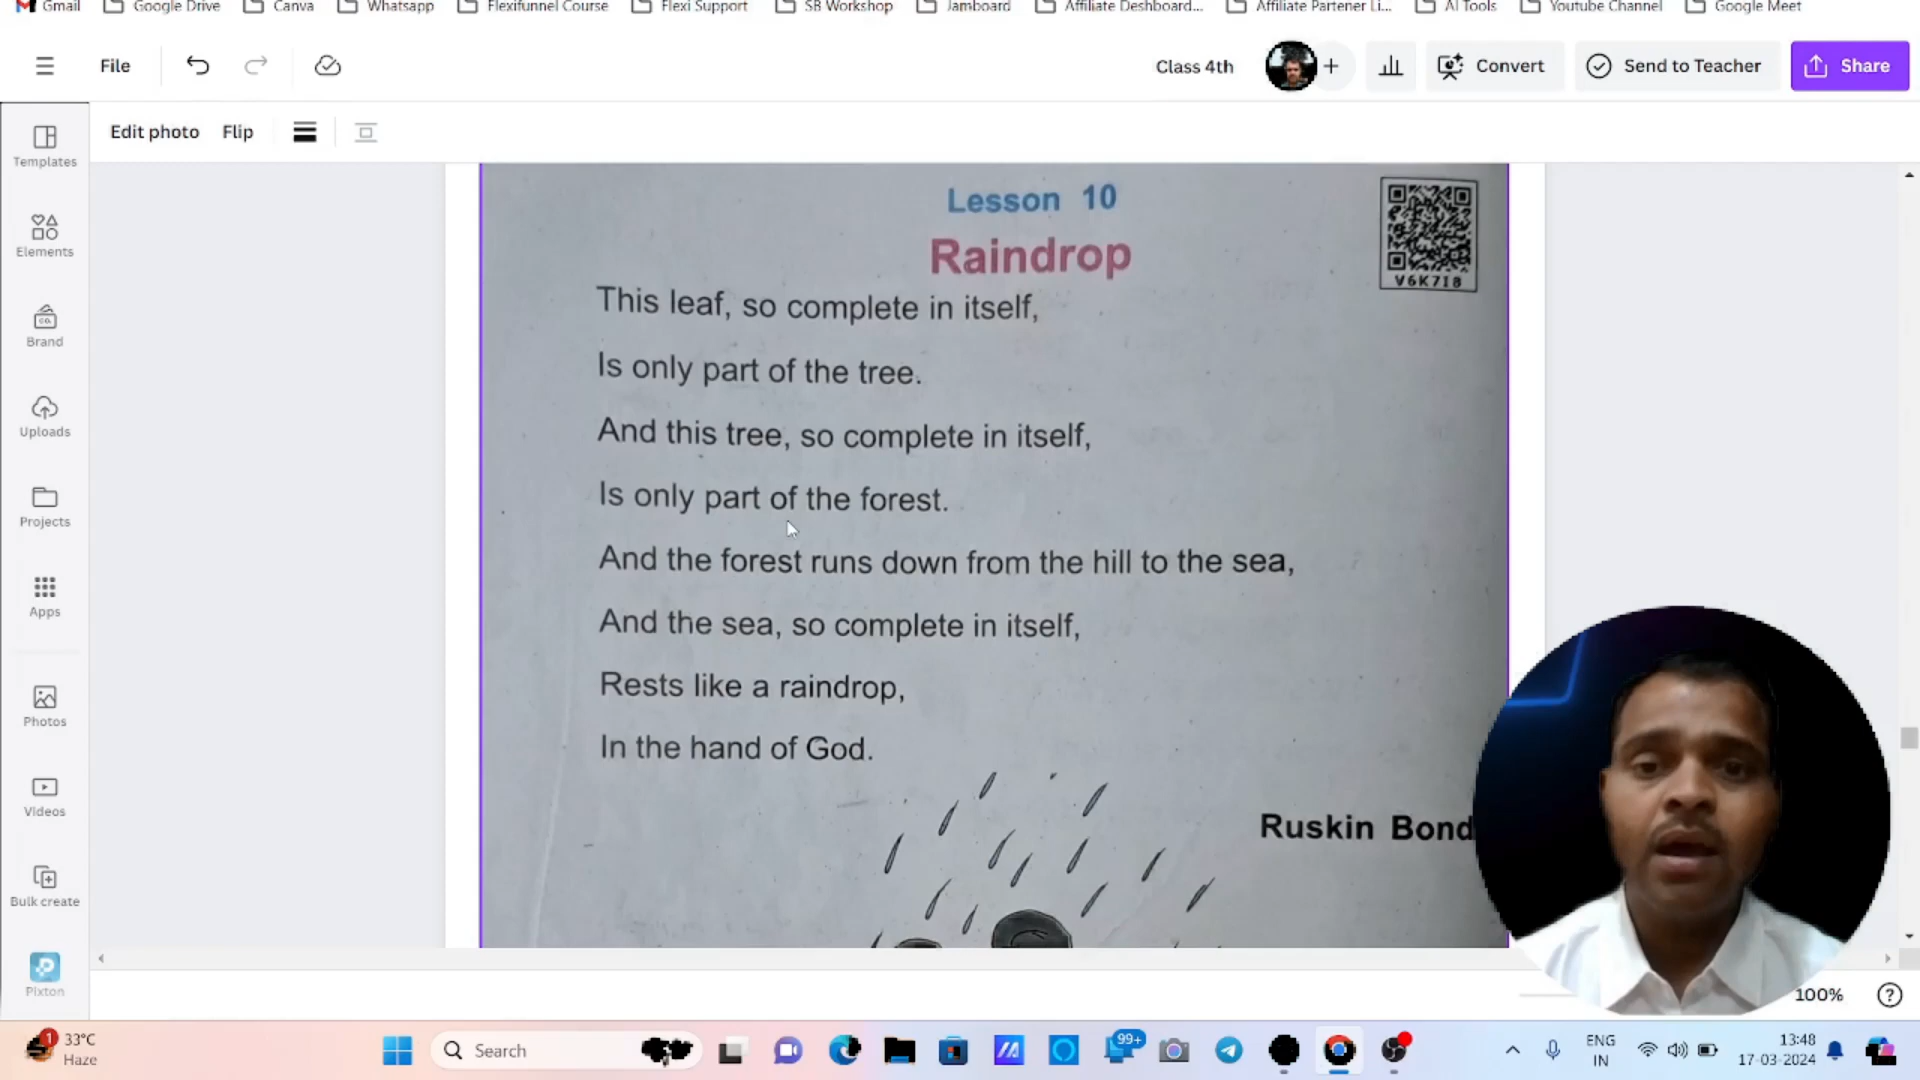 Gmail Google Drive Canva Whatsapp Flexifunnel Course Flexi Support SB Workshop Jamboard Affiliate Deshboard... Affiliate Partener Li... AI Tools Youtube Channel Google Meet
File Class 4th + Convert Send to Teacher Share
Edit photo Flip
Templates
Elements
Brand
Uploads
Projects
Apps
Photos
Videos
Bulk create
Pixton
Lesson 10
Raindrop
V6K7I8
This leaf, so complete in itself,
Is only part of the tree.
And this tree, so complete in itself,
Is only part of the forest.
And the forest runs down from the hill to the sea,
And the sea, so complete in itself,
Rests like a raindrop,
In the hand of God.
Ruskin Bond
100% ?
1 33°C
Haze
Search
99+
ENG
IN
13:48
17-03-2024